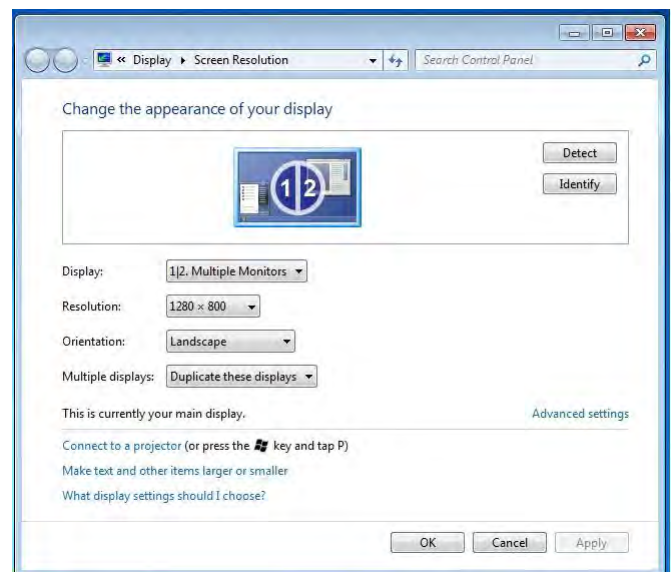 « Display ▸ Screen Resolution
Search Control Panel
Change the appearance of your display
1|2
Detect
Identify
Display: 1|2. Multiple Monitors
Resolution: 1280 × 800
Orientation: Landscape
Multiple displays: Duplicate these displays
This is currently your main display.
Advanced settings
Connect to a projector (or press the key and tap P)
Make text and other items larger or smaller
What display settings should I choose?
OK Cancel Apply